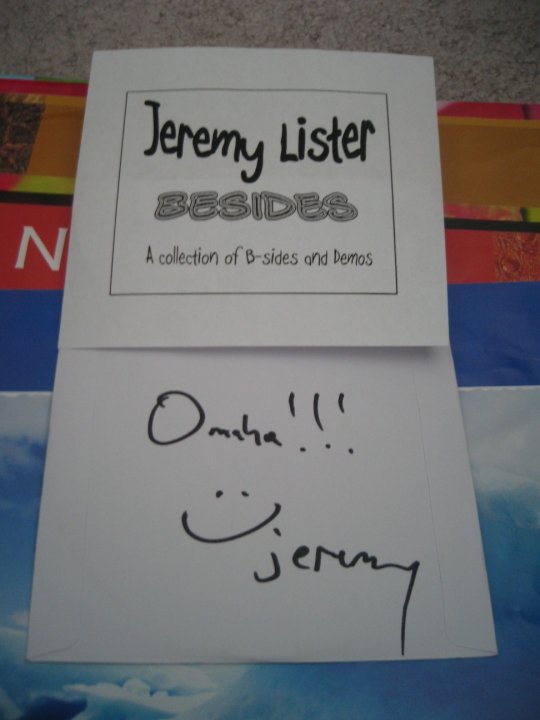 Jeremy Lister
BESIDES
A collection of B-sides and Demos
N
Omaha!!!
jeremy